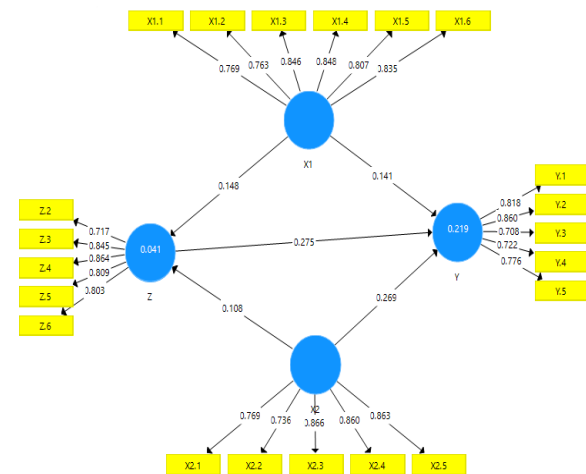 X1.1 X1.2 X1.3 X1.4 X1.5 X1.6
0.769 0.763 0.846 0.848 0.807 0.835
X1
0.148 0.141
Z.2
Z.3
Z.4
Z.5
Z.6
0.717
0.845
0.864
0.809
0.803
0.041
Z
0.275
0.219
Y
0.818
0.860
0.708
0.722
0.776
Y.1
Y.2
Y.3
Y.4
Y.5
0.108 0.269
X2
0.769 0.736 0.866 0.860 0.863
X2.1 X2.2 X2.3 X2.4 X2.5